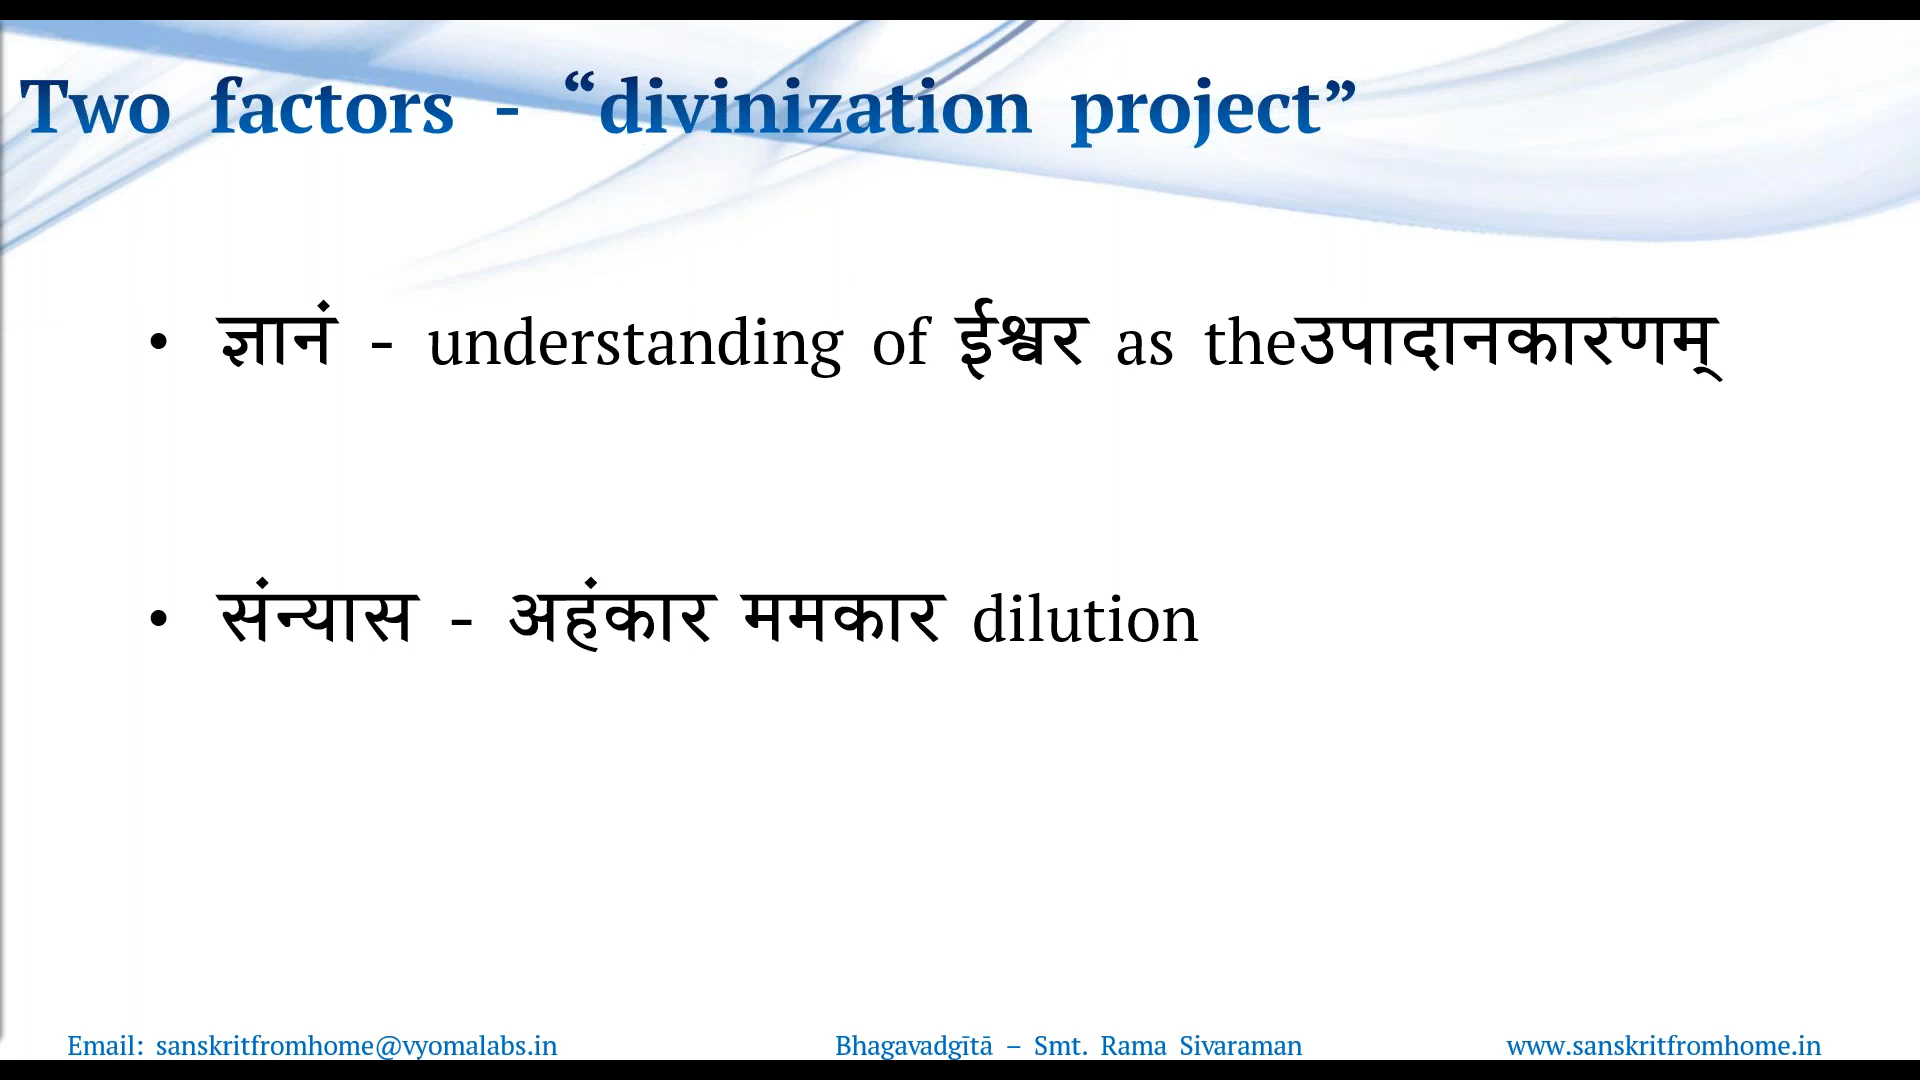 Two factors - “divinization project”
• ज्ञानं - understanding of ईश्वर as theउपादानकारणम्
• संन्यास - अहंकार ममकार dilution
Email: sanskritfromhome@vyomalabs.in Bhagavadgītā – Smt. Rama Sivaraman www.sanskritfromhome.in